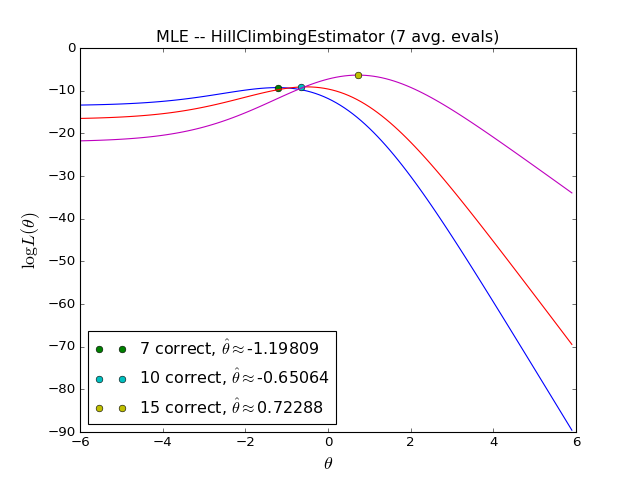 MLE -- HillClimbingEstimator (7 avg. evals)
0
−10
−20
−30
−40
−50
−60
−70
−80
−90
log L(θ)
7 correct, θ̂≈-1.19809
10 correct, θ̂≈-0.65064
15 correct, θ̂≈0.72288
−6 −4 −2 0 2 4 6
θ